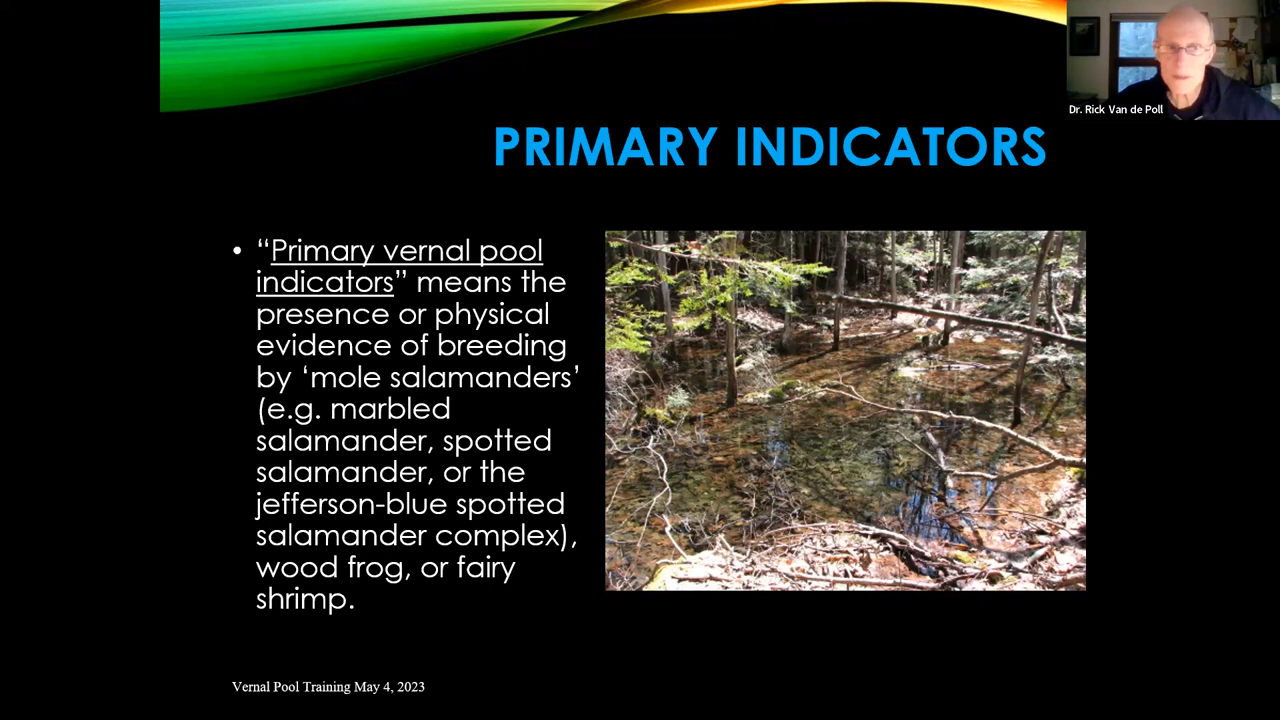 Dr. Rick Van de Poll
PRIMARY INDICATORS
• “Primary vernal pool
indicators” means the
presence or physical
evidence of breeding
by ‘mole salamanders’
(e.g. marbled
salamander, spotted
salamander, or the
jefferson-blue spotted
salamander complex),
wood frog, or fairy
shrimp.
Vernal Pool Training May 4, 2023